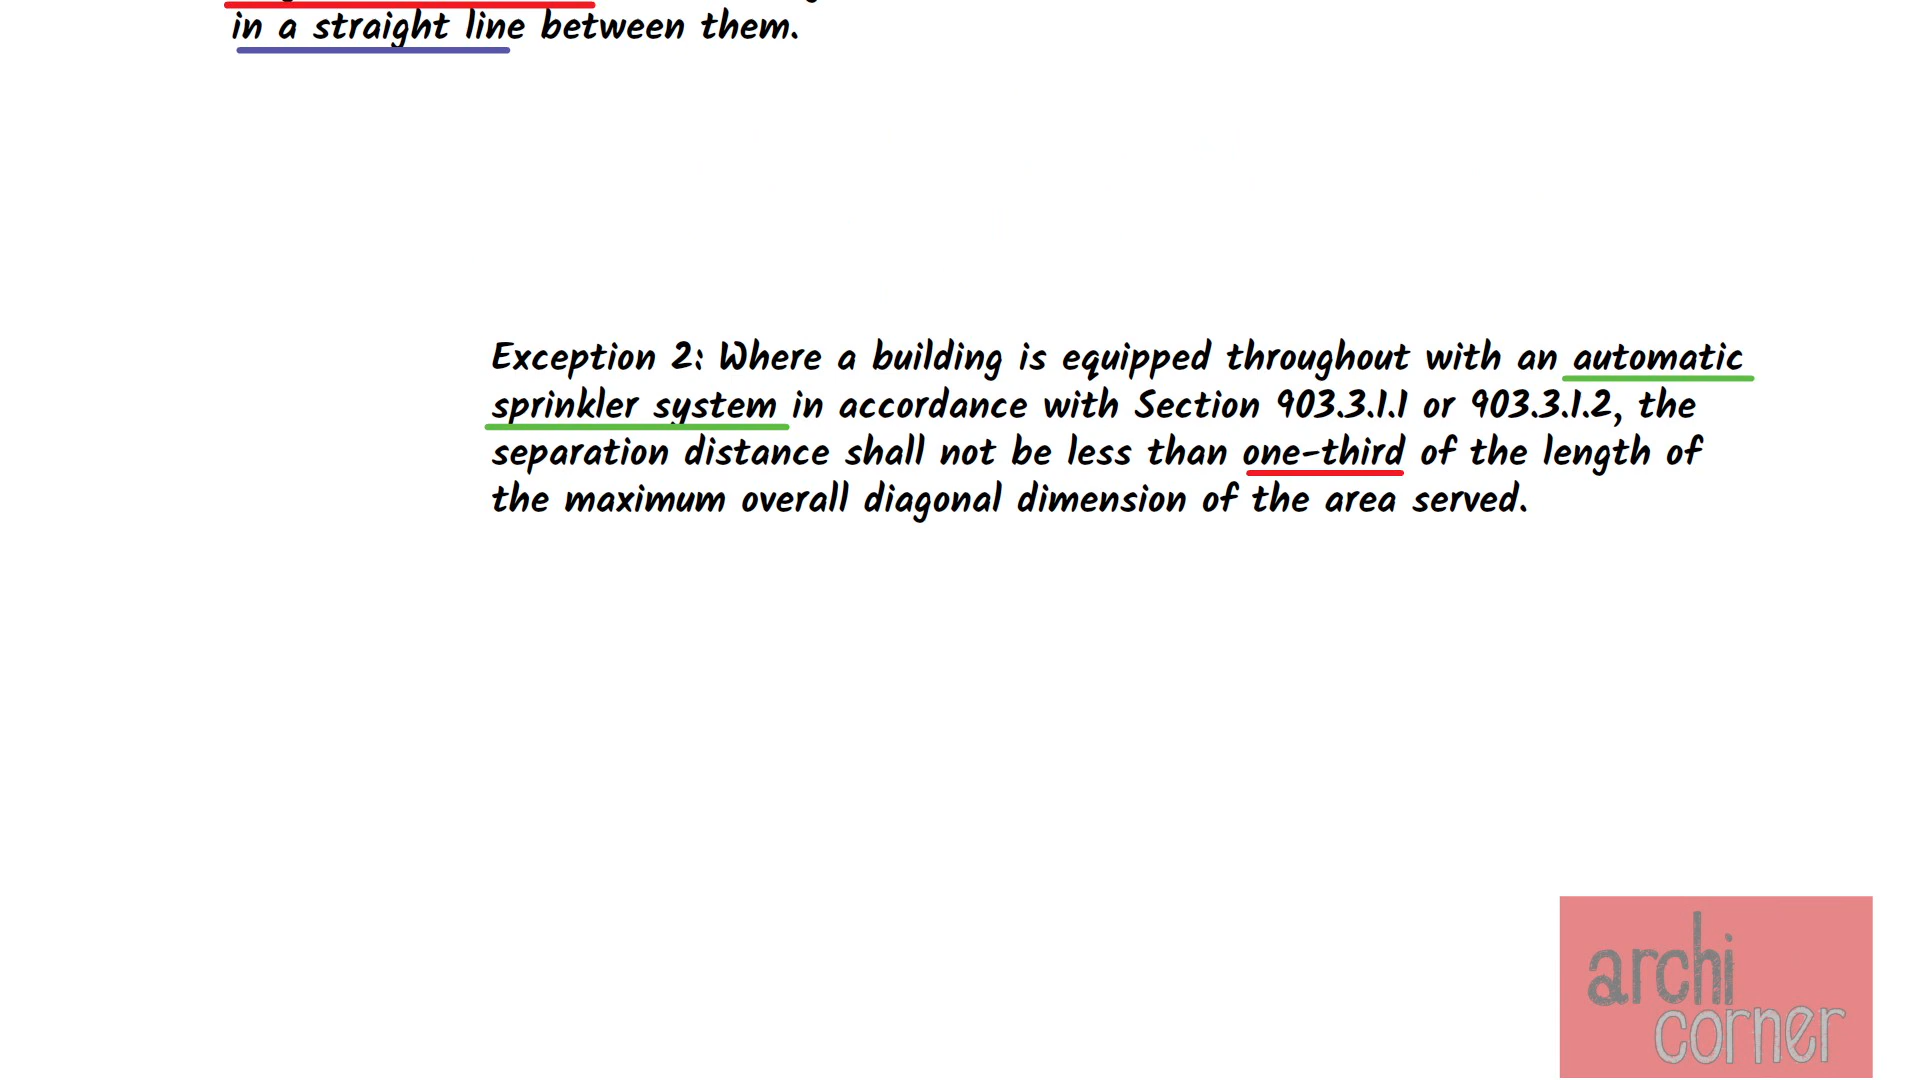 in a straight line between them.
Exception 2: Where a building is equipped throughout with an automatic
sprinkler system in accordance with Section 903.3.1.1 or 903.3.1.2, the
separation distance shall not be less than one-third of the length of
the maximum overall diagonal dimension of the area served.
archi
corner